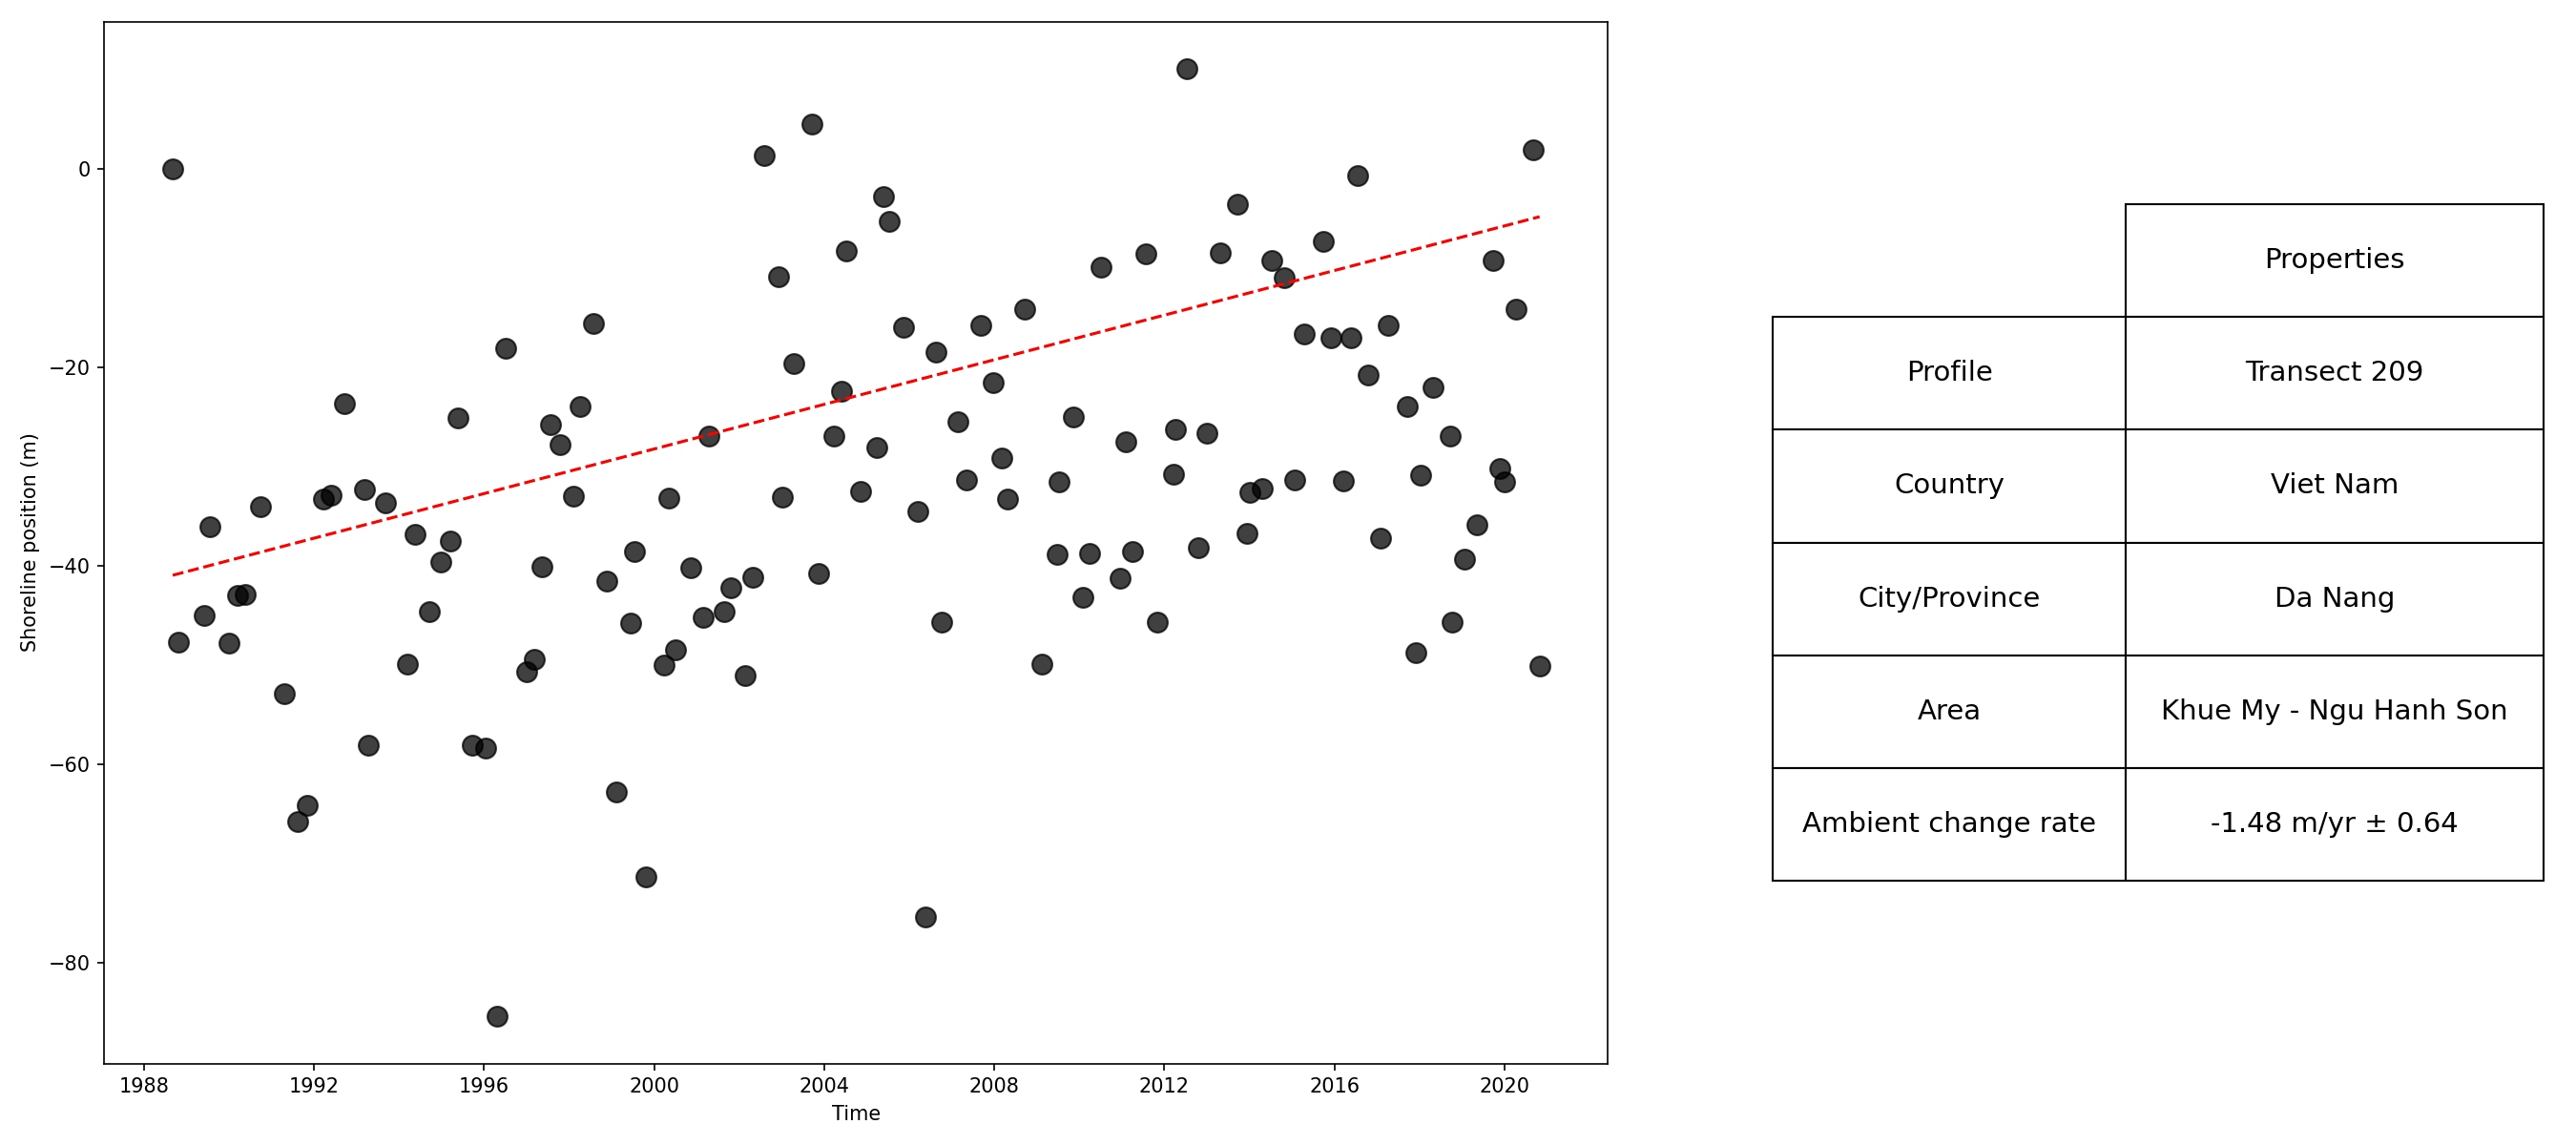 0
−20
−40
−60
−80
Shoreline position (m)
1988 1992 1996 2000 2004 2008 2012 2016 2020
Time
Properties
Profile Transect 209
Country Viet Nam
City/Province Da Nang
Area Khue My - Ngu Hanh Son
Ambient change rate -1.48 m/yr ± 0.64